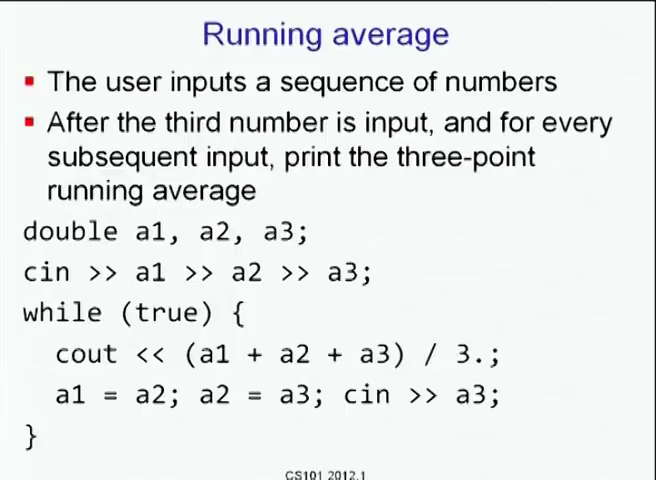 Running average
The user inputs a sequence of numbers
After the third number is input, and for every
subsequent input, print the three-point
running average
double a1, a2, a3;
cin >> a1 >> a2 >> a3;
while (true) {
cout << (a1 + a2 + a3) / 3.;
a1 = a2; a2 = a3; cin >> a3;
}
CS101 2012.1